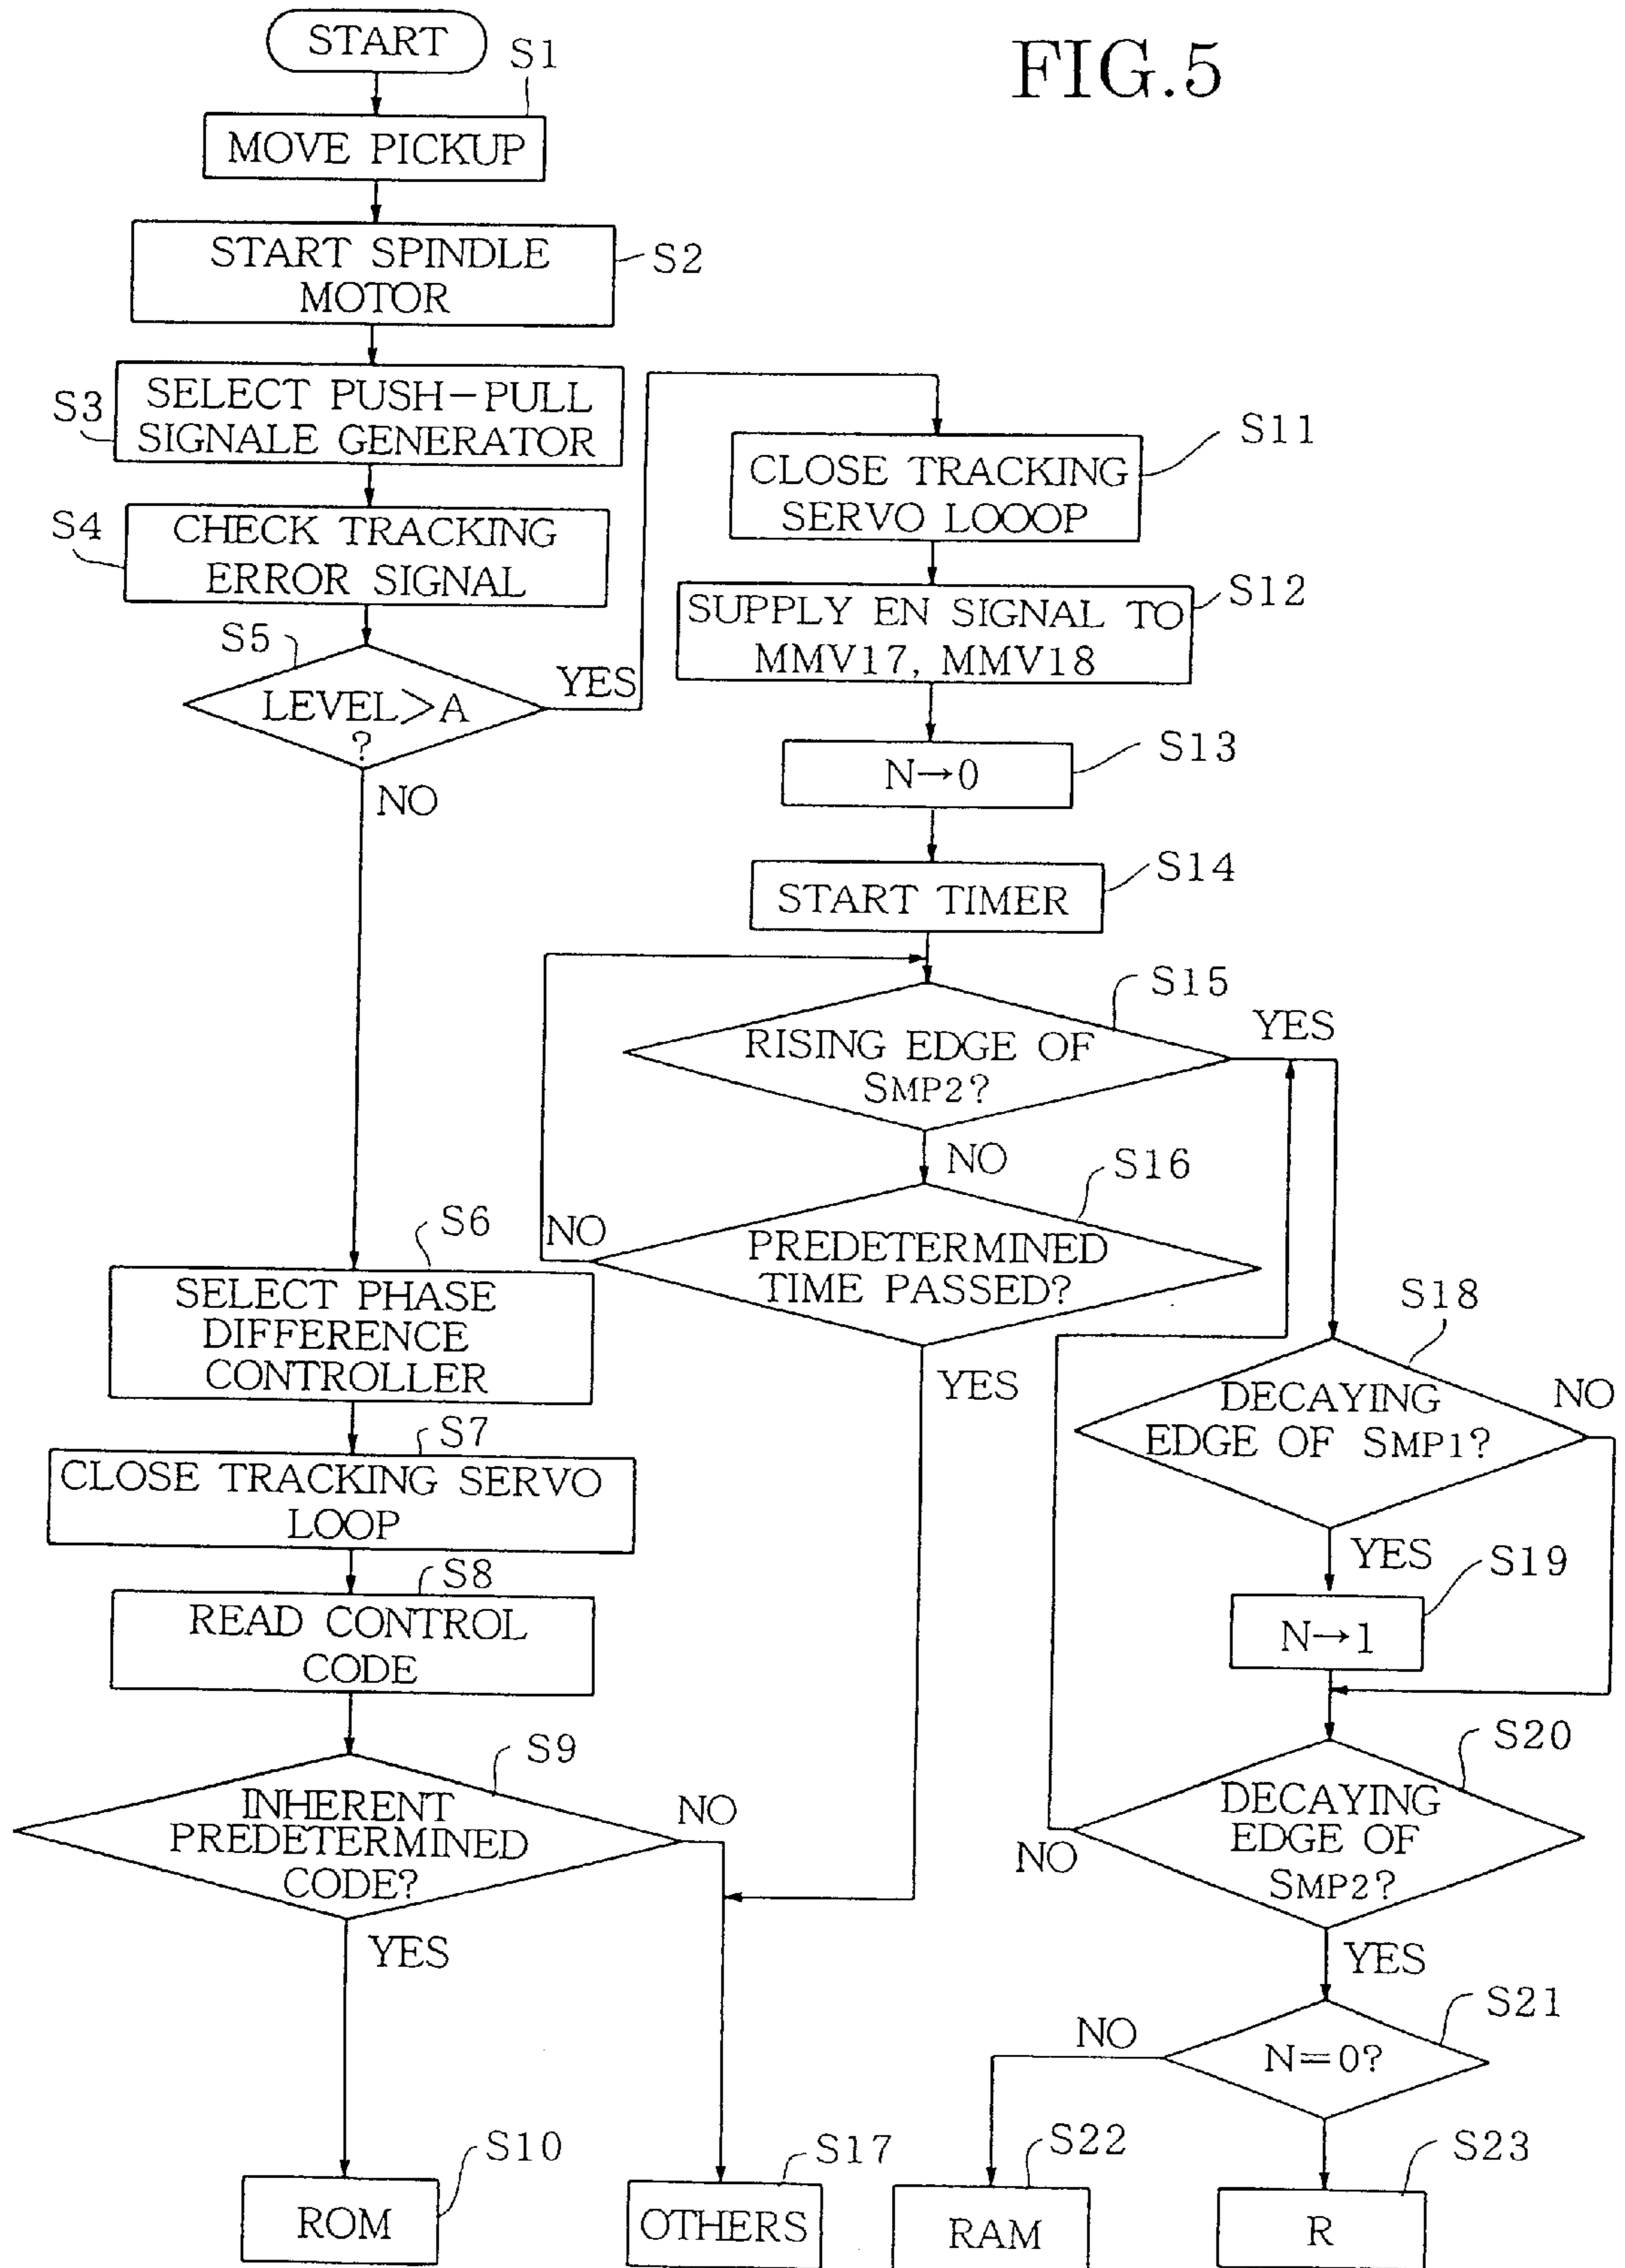 FIG.5
START
S1
MOVE PICKUP
START SPINDLE
MOTOR
S2
S3
SELECT PUSH-PULL
SIGNALE GENERATOR
S4
CHECK TRACKING
ERROR SIGNAL
S5
LEVEL>A
?
YES
NO
S6
SELECT PHASE
DIFFERENCE
CONTROLLER
S7
CLOSE TRACKING SERVO
LOOP
S8
READ CONTROL
CODE
S9
INHERENT
PREDETERMINED
CODE?
NO
YES
S10
ROM
S11
CLOSE TRACKING
SERVO LOOOP
S12
SUPPLY EN SIGNAL TO
MMV17, MMV18
S13
N→0
S14
START TIMER
S15
RISING EDGE OF
SMP2?
YES
NO
S16
PREDETERMINED
TIME PASSED?
NO
YES
S17
OTHERS
S18
DECAYING
EDGE OF SMP1?
NO
YES
S19
N→1
S20
DECAYING
EDGE OF
SMP2?
NO
YES
S21
N=0?
NO
S22
RAM
S23
R